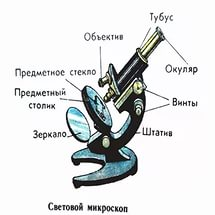 Тубус
Объектив
Окуляр
Предметное стекло
Предметный
столик
Винты
Зеркало
Штатив
Световой микроскоп